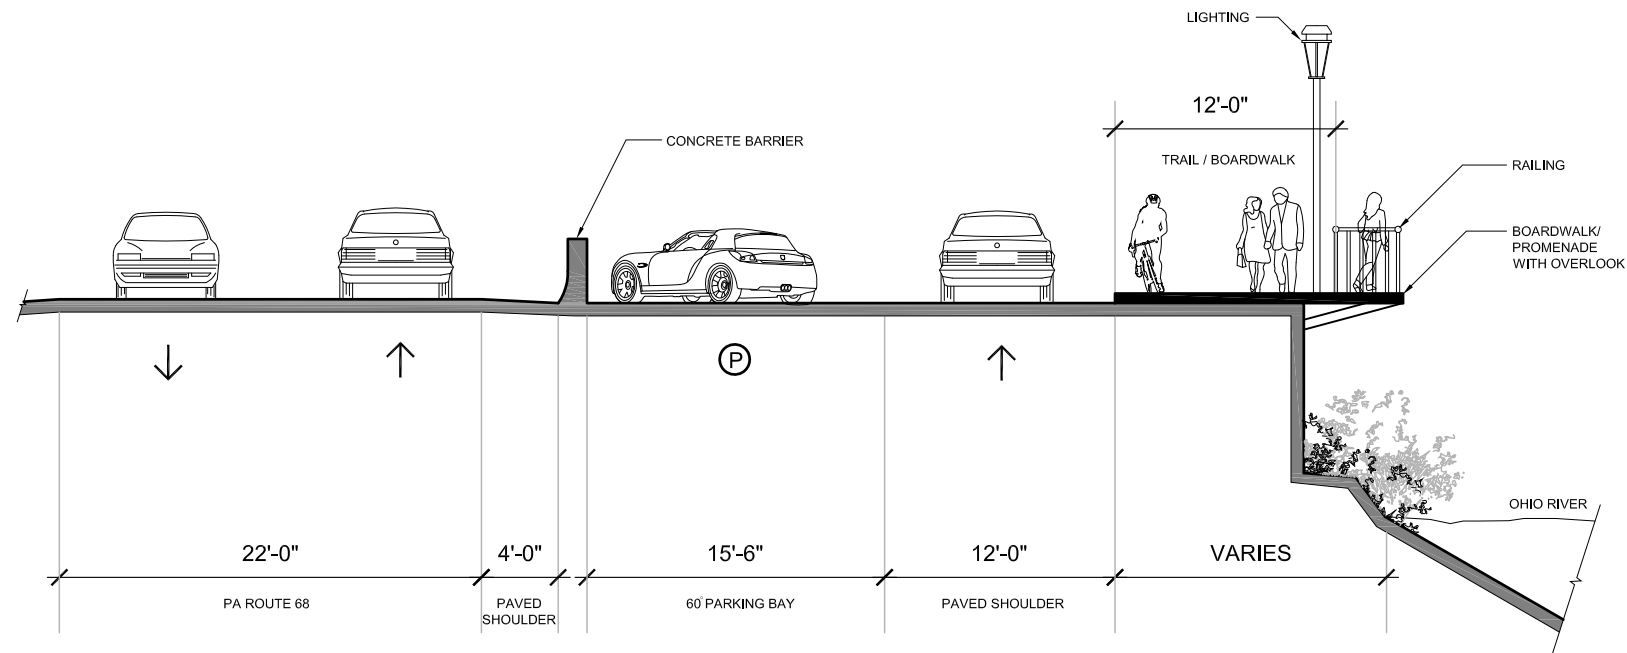 LIGHTING
12'-0"
CONCRETE BARRIER
TRAIL / BOARDWALK
RAILING
BOARDWALK/
PROMENADE
WITH OVERLOOK
P
OHIO RIVER
22'-0"
4'-0"
15'-6"
12'-0"
VARIES
PA ROUTE 68
PAVED
SHOULDER
60° PARKING BAY
PAVED SHOULDER